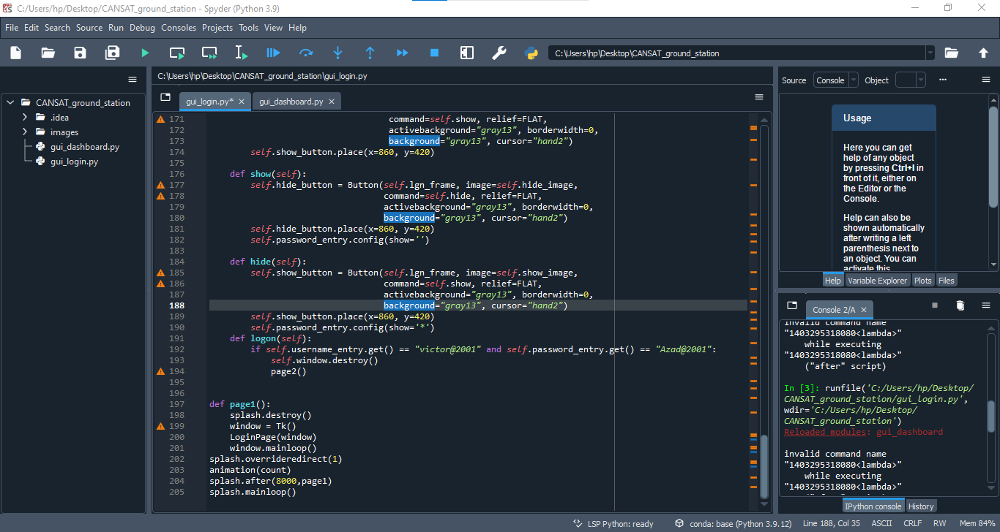 C:/Users/hp/Desktop/CANSAT_ground_station - Spyder (Python 3.9)
File Edit Search Source Run Debug Consoles Projects Tools View Help
C:\Users\hp\Desktop\CANSAT_ground_station
CANSAT_ground_station
.idea
images
gui_dashboard.py
gui_login.py
C:\Users\hp\Desktop\CANSAT_ground_station\gui_login.py
gui_login.py* gui_dashboard.py
171 command=self.show, relief=FLAT,
172 activebackground="gray13", borderwidth=0,
173 background="gray13", cursor="hand2")
174 self.show_button.place(x=860, y=420)
175
176 def show(self):
177 self.hide_button = Button(self.lgn_frame, image=self.hide_image,
178 command=self.hide, relief=FLAT,
179 activebackground="gray13", borderwidth=0,
180 background="gray13", cursor="hand2")
181 self.hide_button.place(x=860, y=420)
182 self.password_entry.config(show='')
183
184 def hide(self):
185 self.show_button = Button(self.lgn_frame, image=self.show_image,
186 command=self.show, relief=FLAT,
187 activebackground="gray13", borderwidth=0,
188 background="gray13", cursor="hand2")
189 self.show_button.place(x=860, y=420)
190 self.password_entry.config(show='*')
191 def logon(self):
192 if self.username_entry.get() == "victor@2001" and self.password_entry.get() == "Azad@2001":
193 self.window.destroy()
194 page2()
195
196
197 def page1():
198 splash.destroy()
199 window = Tk()
200 LoginPage(window)
201 window.mainloop()
202 splash.overrideredirect(1)
203 animation(count)
204 splash.after(8000,page1)
205 splash.mainloop()
Source Console Object
Usage
Here you can get
help of any object
by pressing Ctrl+I in
front of it, either on
the Editor or the
Console.
Help can also be
shown automatically
after writing a left
parenthesis next to
an object. You can
activate this
Help Variable Explorer Plots Files
Console 2/A
invalid command name
"1403295318080<lambda>"
while executing
"1403295318080<lambda>"
("after" script)
In [3]: runfile('C:/Users/hp/Desktop/
CANSAT_ground_station/gui_login.py',
wdir='C:/Users/hp/Desktop/
CANSAT_ground_station')
Reloaded modules: gui_dashboard
invalid command name
"1403295318080<lambda>"
while executing
"1403295318080<lambda>"
IPython console History
LSP Python: ready conda: base (Python 3.9.12) Line 188, Col 35 ASCII CRLF RW Mem 84%